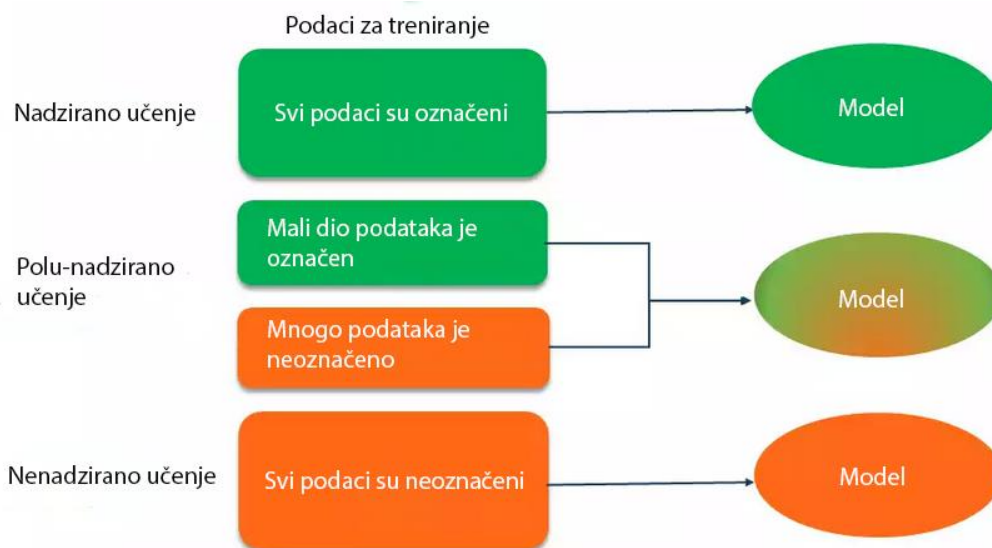 Podaci za treniranje
Nadzirano učenje
Svi podaci su označeni
Model
Polu-nadzirano
učenje
Mali dio podataka je
označen
Mnogo podataka je
neoznačeno
Model
Nenadzirano učenje
Svi podaci su neoznačeni
Model